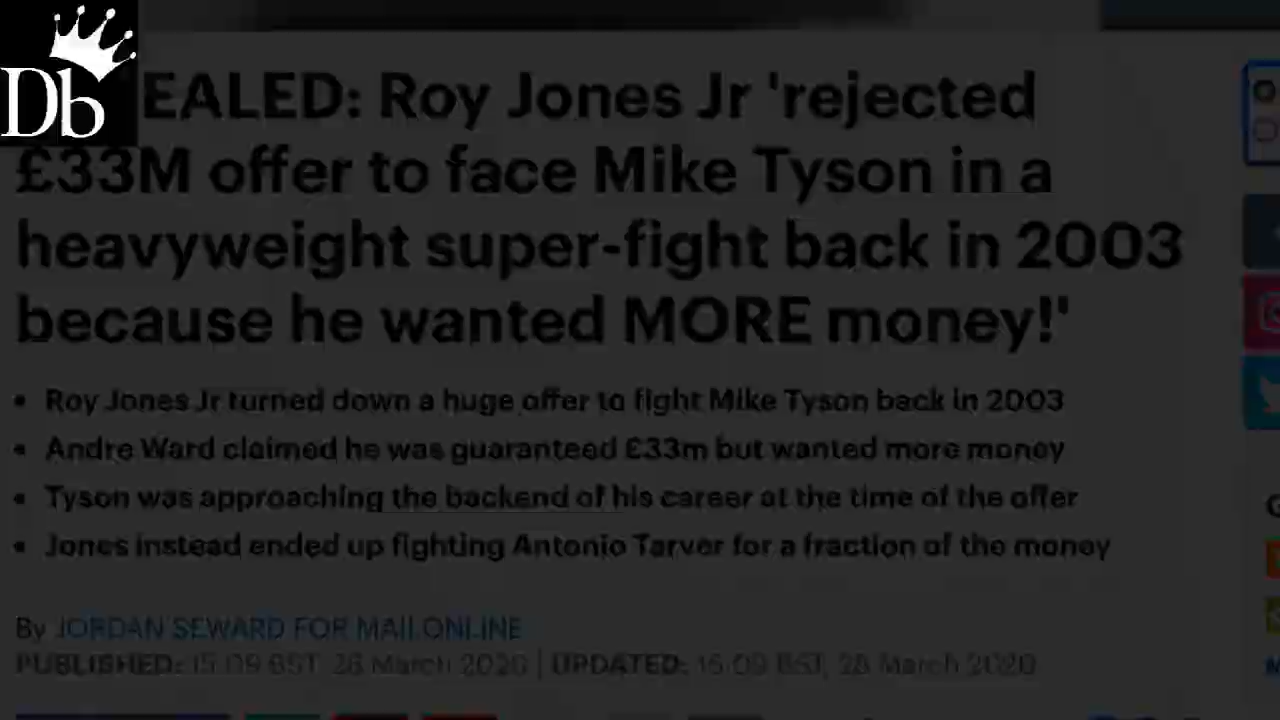 Db
EALED: Roy Jones Jr 'rejected
£33M offer to face Mike Tyson in a
heavyweight super-fight back in 2003
because he wanted MORE money!'
• Roy Jones Jr turned down a huge offer to fight Mike Tyson back in 2003
• Andre Ward claimed he was guaranteed £33m but wanted more money
• Tyson was approaching the backend of his career at the time of the offer
• Jones instead ended up fighting Antonio Tarver for a fraction of the money
By JORDAN SEWARD FOR MAILONLINE
PUBLISHED: 15:09 BST, 28 March 2020 | UPDATED: 15:09 BST, 28 March 2020